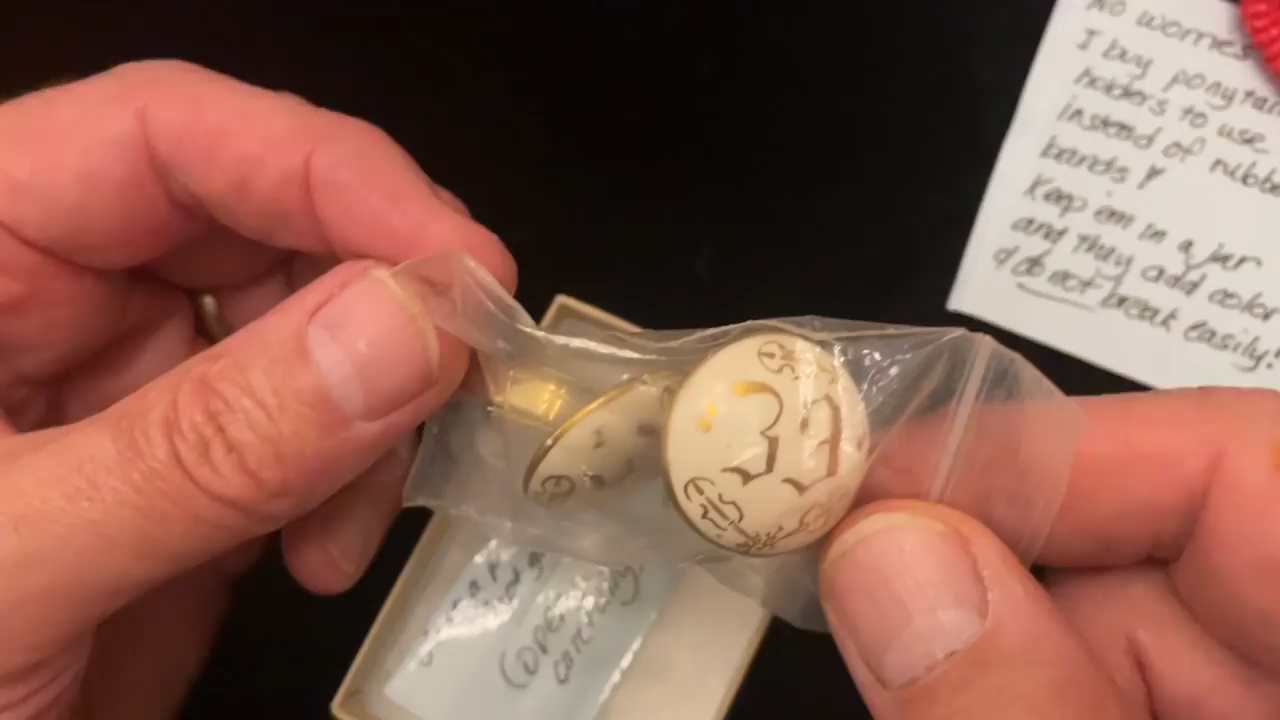 No worries
I buy ponytail
holders to use
instead of rubbe
bands!
Keep em in a jar
and they add color
& do not break easily!
(open
carefully.